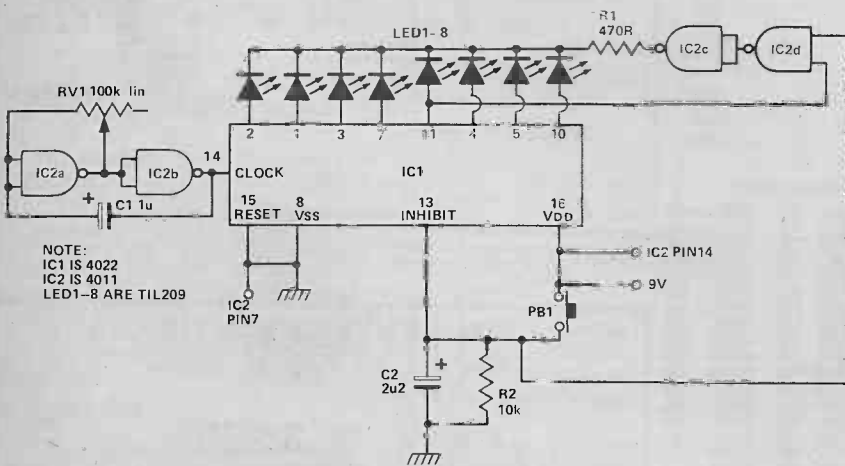 LED1-8
R1
470R
IC2c
IC2d
RV1 100k lin
2
1
3
7
11
4
5
10
IC2a
IC2b
14
CLOCK
IC1
C1 1u
+
15
RESET
8
VSS
13
INHIBIT
16
VDD
NOTE:
IC1 IS 4022
IC2 IS 4011
LED1-8 ARE TIL209
IC2
PIN7
IC2 PIN14
9V
PB1
C2
2u2
+
R2
10k